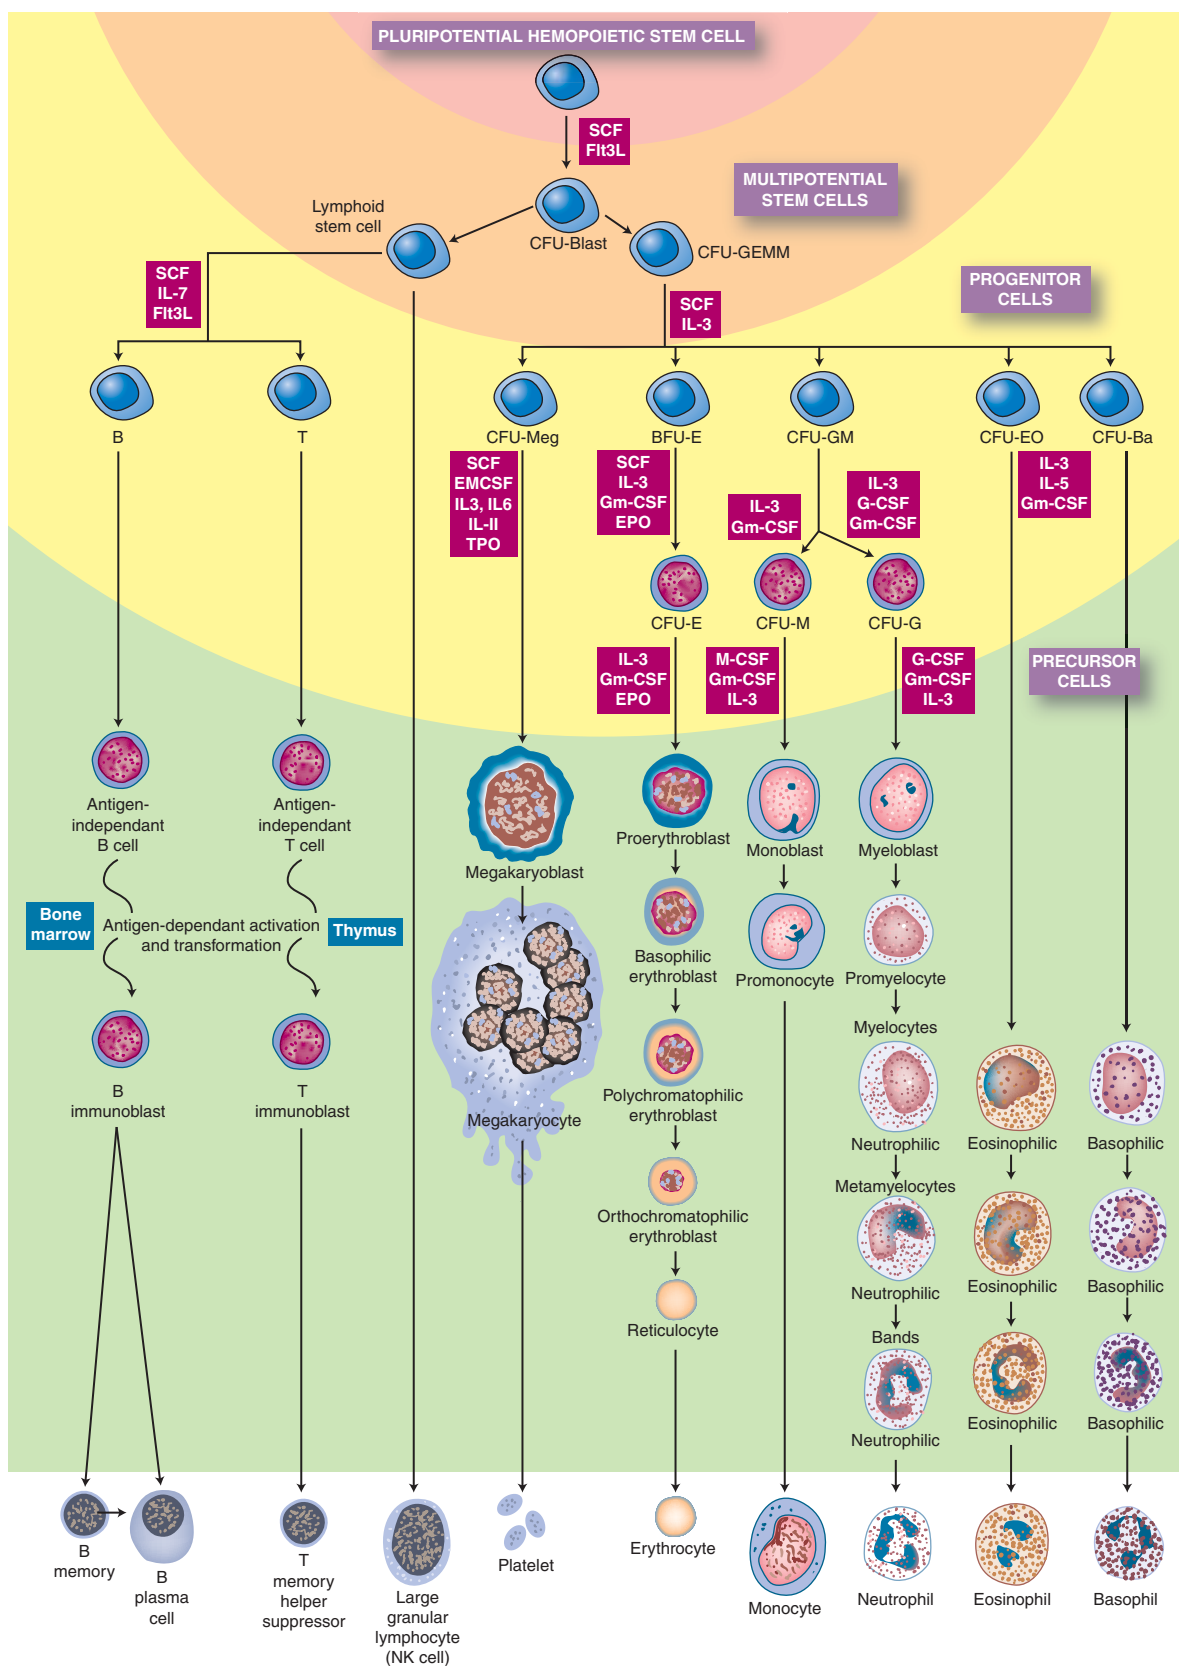 PLURIPOTENTIAL HEMOPOIETIC STEM CELL
SCF
Flt3L
MULTIPOTENTIAL
STEM CELLS
Lymphoid
stem cell
CFU-Blast
CFU-GEMM
SCF
IL-7
Flt3L
SCF
IL-3
PROGENITOR
CELLS
B
T
CFU-Meg
BFU-E
CFU-GM
CFU-EO
CFU-Ba
SCF
EMCSF
IL3, IL6
IL-II
TPO
SCF
IL-3
Gm-CSF
EPO
IL-3
Gm-CSF
IL-3
G-CSF
Gm-CSF
IL-3
IL-5
Gm-CSF
CFU-E
CFU-M
CFU-G
IL-3
Gm-CSF
EPO
M-CSF
Gm-CSF
IL-3
G-CSF
Gm-CSF
IL-3
PRECURSOR
CELLS
Antigen-
independant
B cell
Antigen-
independant
T cell
Megakaryoblast
Proerythroblast
Monoblast
Myeloblast
Bone
marrow
Antigen-dependant activation
and transformation
Thymus
Basophilic
erythroblast
Promonocyte
Promyelocyte
Myelocytes
B
immunoblast
T
immunoblast
Megakaryocyte
Polychromatophilic
erythroblast
Neutrophilic
Eosinophilic
Basophilic
Metamyelocytes
Orthochromatophilic
erythroblast
Neutrophilic
Eosinophilic
Basophilic
Reticulocyte
Bands
Neutrophilic
Eosinophilic
Basophilic
B
memory
B
plasma
cell
T
memory
helper
suppressor
Large
granular
lymphocyte
(NK cell)
Platelet
Erythrocyte
Monocyte
Neutrophil
Eosinophil
Basophil